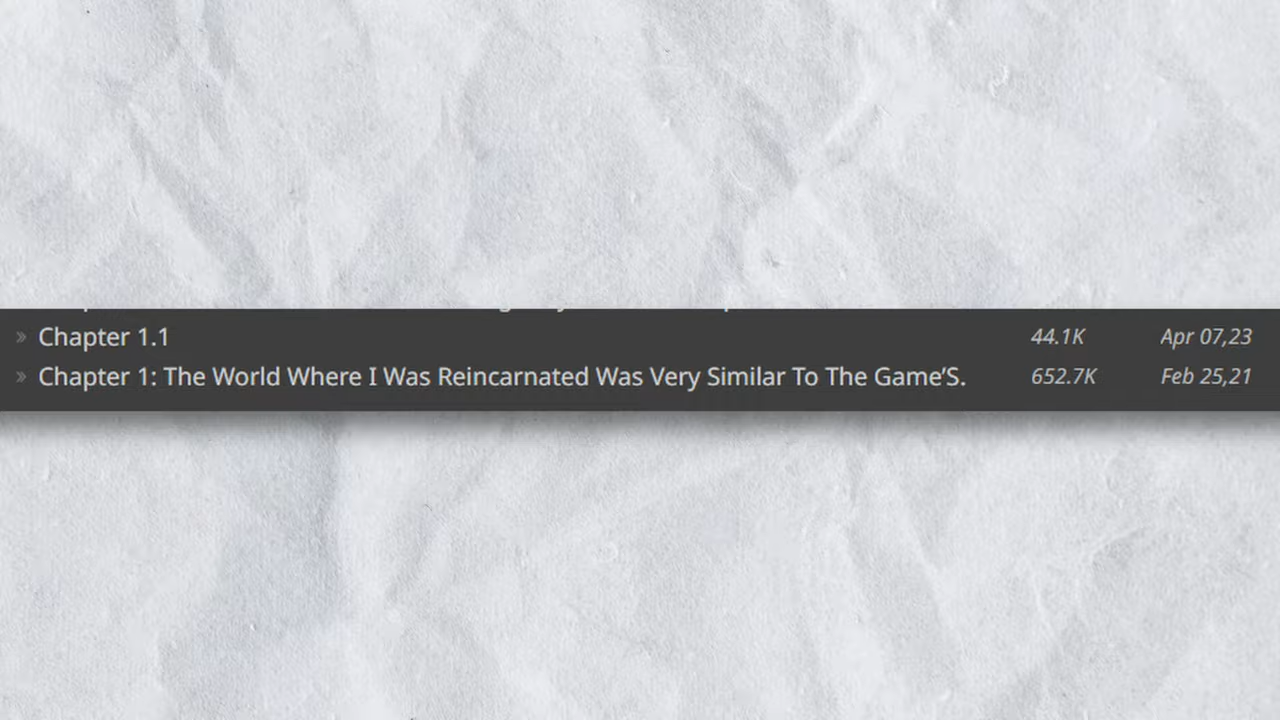 » Chapter 1.1 44.1K Apr 07,23
» Chapter 1: The World Where I Was Reincarnated Was Very Similar To The Game’S. 652.7K Feb 25,21